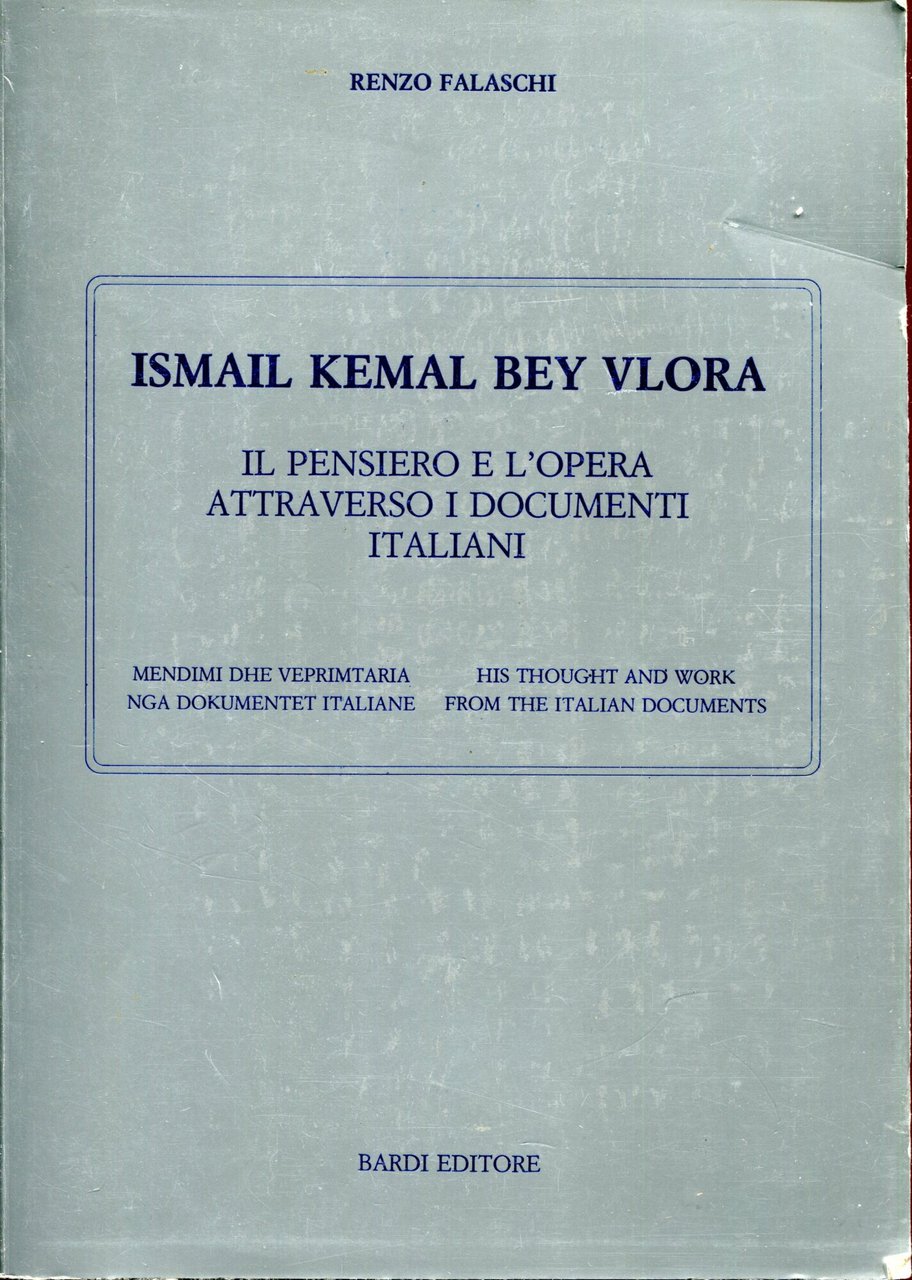 RENZO FALASCHI
ISMAIL KEMAL BEY VLORA
IL PENSIERO E L'OPERA
ATTRAVERSO I DOCUMENTI
ITALIANI
MENDIMI DHE VEPRIMTARIA
NGA DOKUMENTET ITALIANE
HIS THOUGHT AND WORK
FROM THE ITALIAN DOCUMENTS
BARDI EDITORE